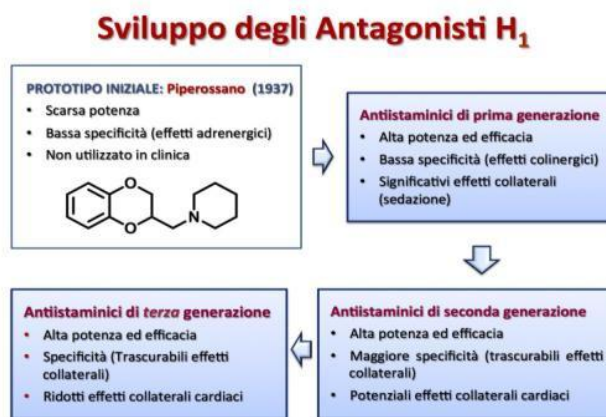 Sviluppo degli Antagonisti H₁
PROTOTIPO INIZIALE: Piperossano (1937)
• Scarsa potenza
• Bassa specificità (effetti adrenergici)
• Non utilizzato in clinica
O
O
N
Antiistaminici di prima generazione
• Alta potenza ed efficacia
• Bassa specificità (effetti colinergici)
• Significativi effetti collaterali
(sedazione)
Antiistaminici di seconda generazione
• Alta potenza ed efficacia
• Maggiore specificità (trascurabili effetti
collaterali)
• Potenziali effetti collaterali cardiaci
Antiistaminici di terza generazione
• Alta potenza ed efficacia
• Specificità (Trascurabili effetti
collaterali)
• Ridotti effetti collaterali cardiaci